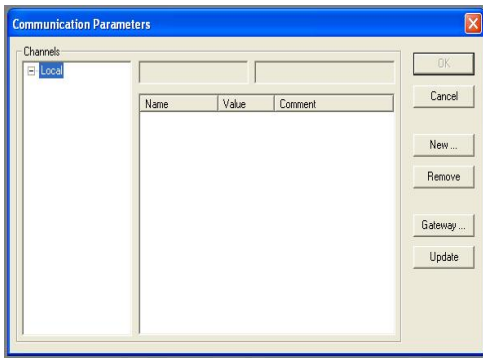 Communication Parameters
Channels
Local
Name Value Comment
OK
Cancel
New ...
Remove
Gateway ...
Update